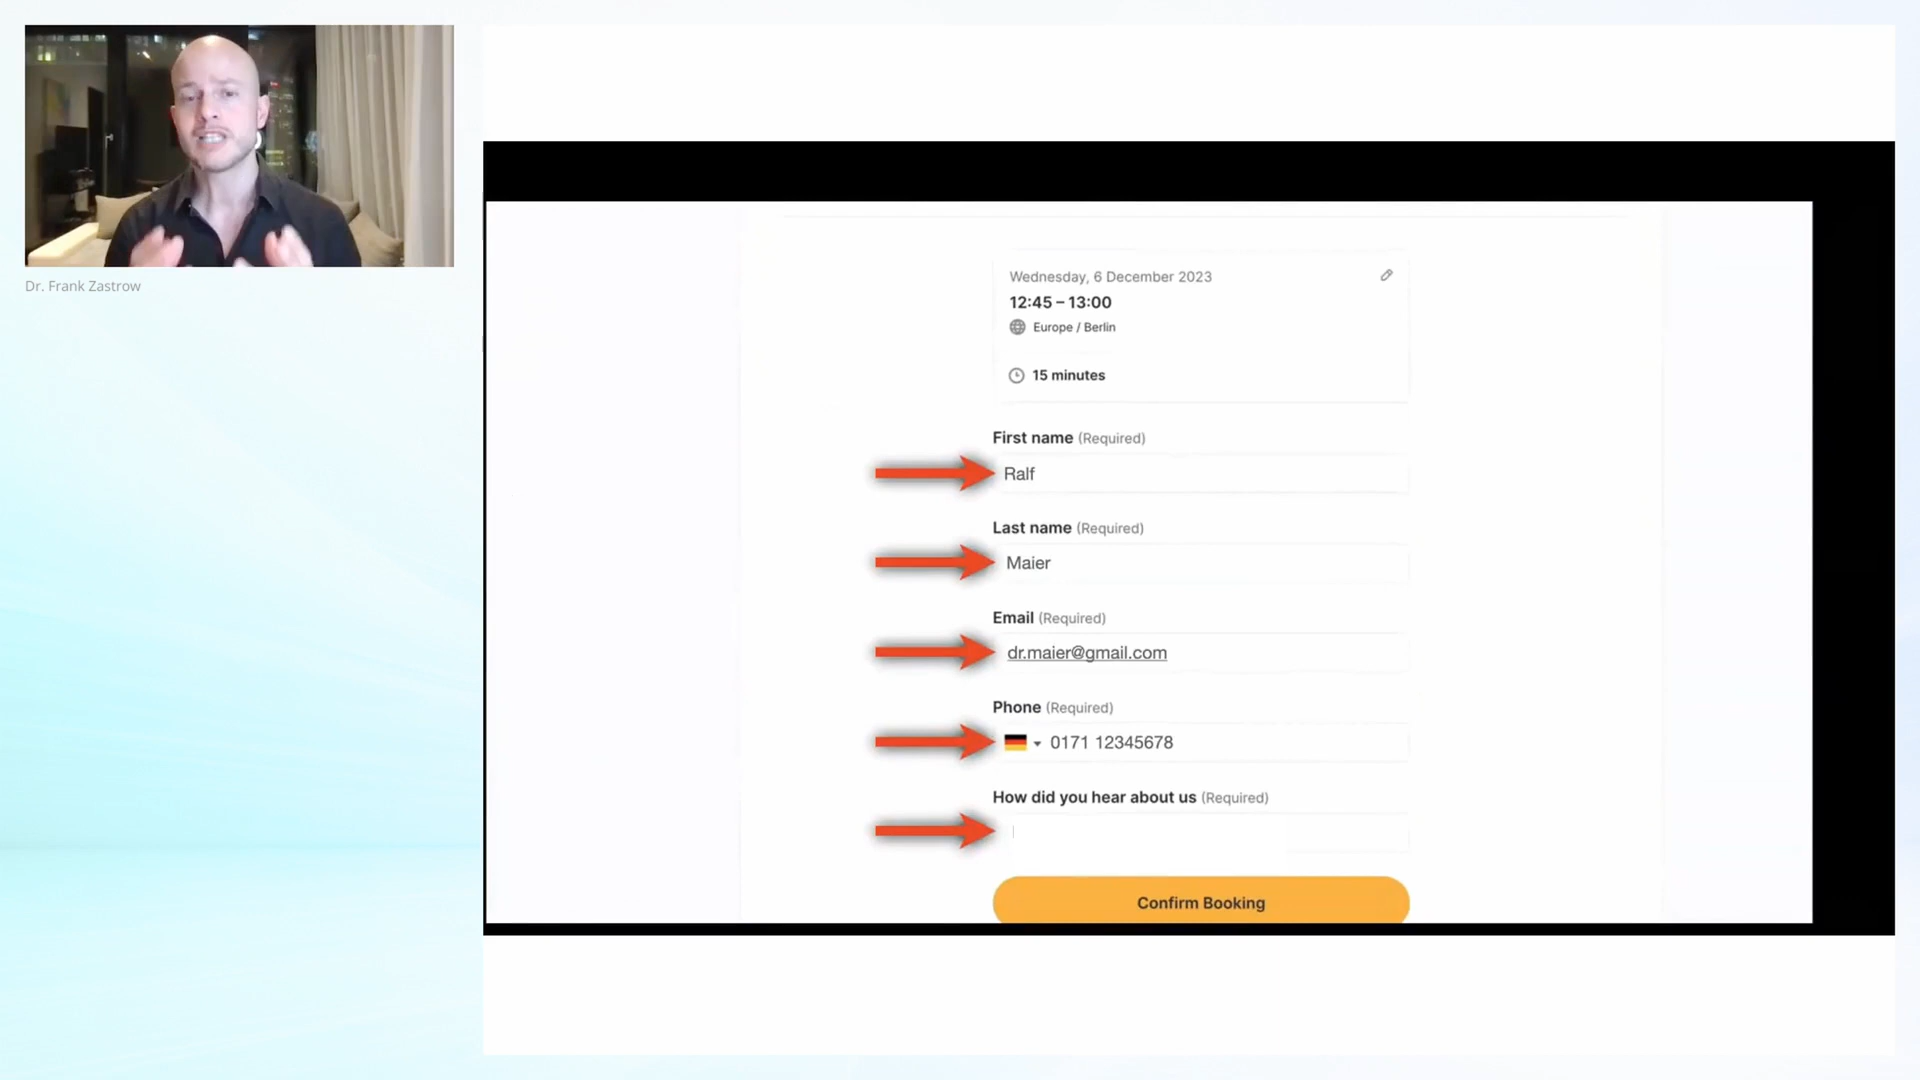 Dr. Frank Zastrow
Wednesday, 6 December 2023
12:45 – 13:00
Europe / Berlin
15 minutes
First name (Required)
Ralf
Last name (Required)
Maier
Email (Required)
dr.maier@gmail.com
Phone (Required)
0171 12345678
How did you hear about us (Required)
Confirm Booking